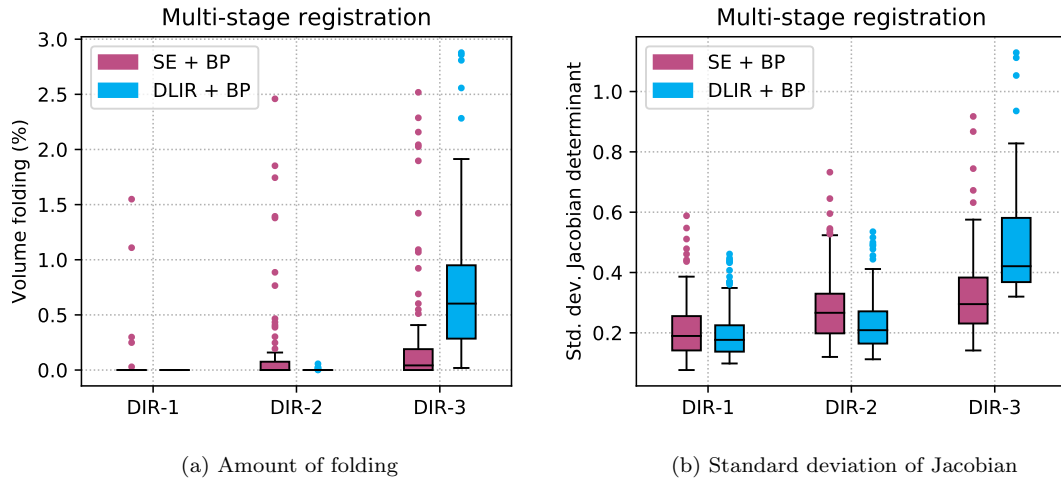 Multi-stage registration
SE + BP
DLIR + BP
Volume folding (%)
3.0
2.5
2.0
1.5
1.0
0.5
0.0
DIR-1 DIR-2 DIR-3
(a) Amount of folding
Multi-stage registration
SE + BP
DLIR + BP
Std. dev. Jacobian determinant
1.0
0.8
0.6
0.4
0.2
DIR-1 DIR-2 DIR-3
(b) Standard deviation of Jacobian